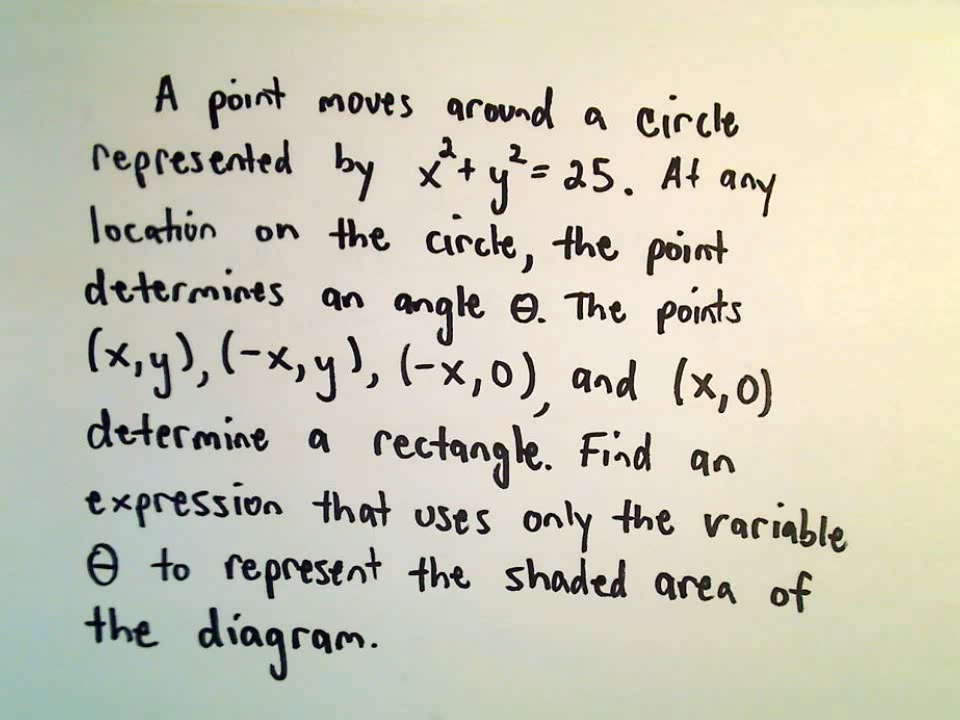 A point moves around a circle
represented by x² + y² = 25. At any
location on the circle, the point
determines an angle θ. The points
(x,y), (-x,y), (-x,0), and (x,0)
determine a rectangle. Find an
expression that uses only the variable
θ to represent the shaded area of
the diagram.